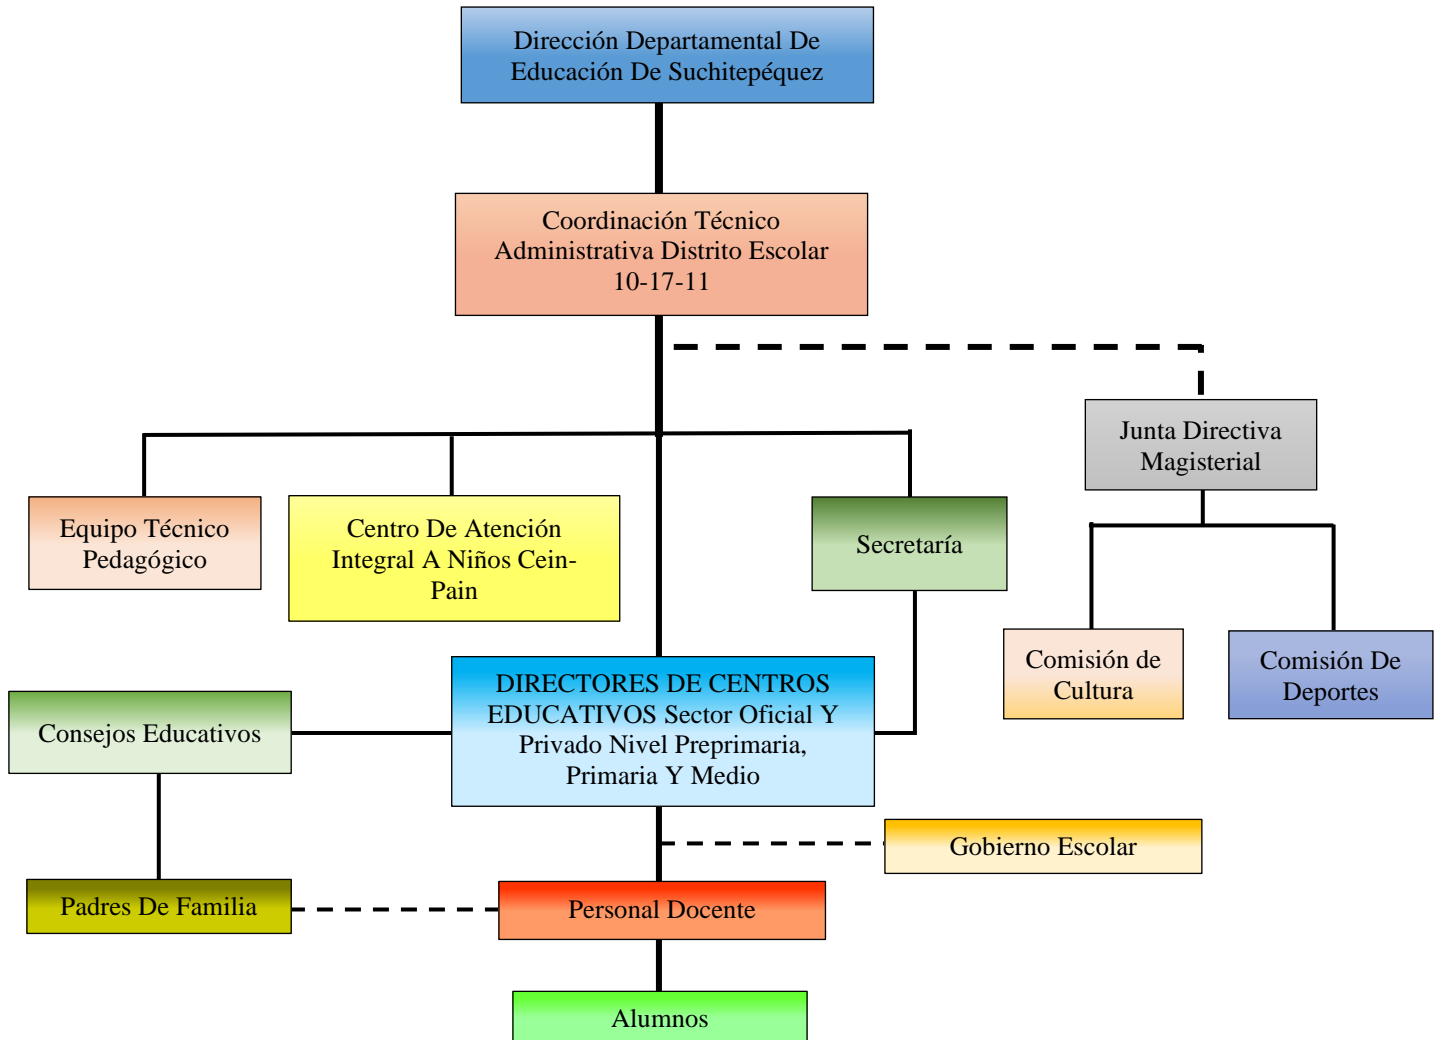 Dirección Departamental De
Educación De Suchitepéquez
Coordinación Técnico
Administrativa Distrito Escolar
10-17-11
Junta Directiva
Magisterial
Equipo Técnico
Pedagógico
Centro De Atención
Integral A Niños Cein-
Pain
Secretaría
Comisión de
Cultura
Comisión De
Deportes
DIRECTORES DE CENTROS
EDUCATIVOS Sector Oficial Y
Privado Nivel Preprimaria,
Primaria Y Medio
Consejos Educativos
Gobierno Escolar
Padres De Familia
Personal Docente
Alumnos